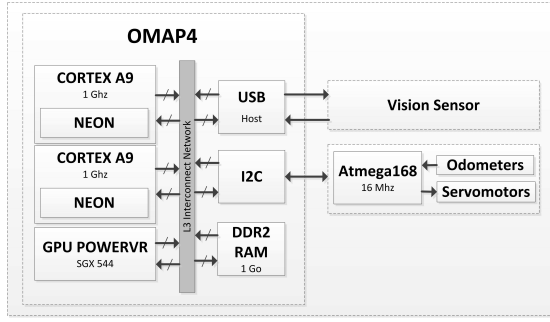 OMAP4
CORTEX A9
1 Ghz
NEON
CORTEX A9
1 Ghz
NEON
GPU POWERVR
SGX 544
L3 Interconnect Network
USB
Host
I2C
DDR2
RAM
1 Go
Vision Sensor
Atmega168
16 Mhz
Odometers
Servomotors